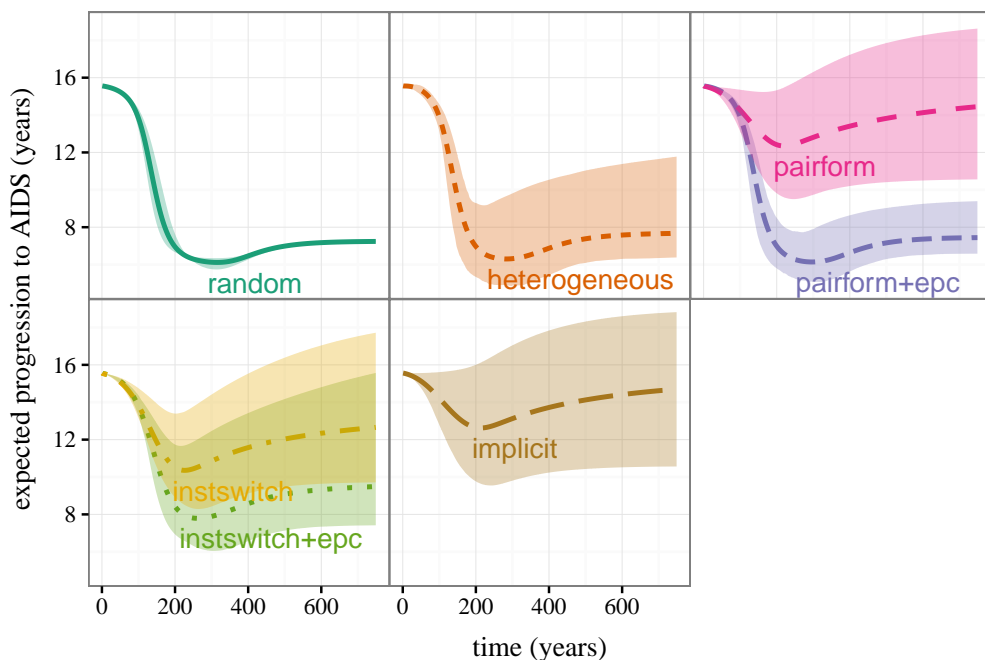 expected progression to AIDS (years)
16
12
8
random
heterogeneous
pairform
pairform+epc
16
12
8
instswitch
instswitch+epc
implicit
0 200 400 600
0 200 400 600
time (years)